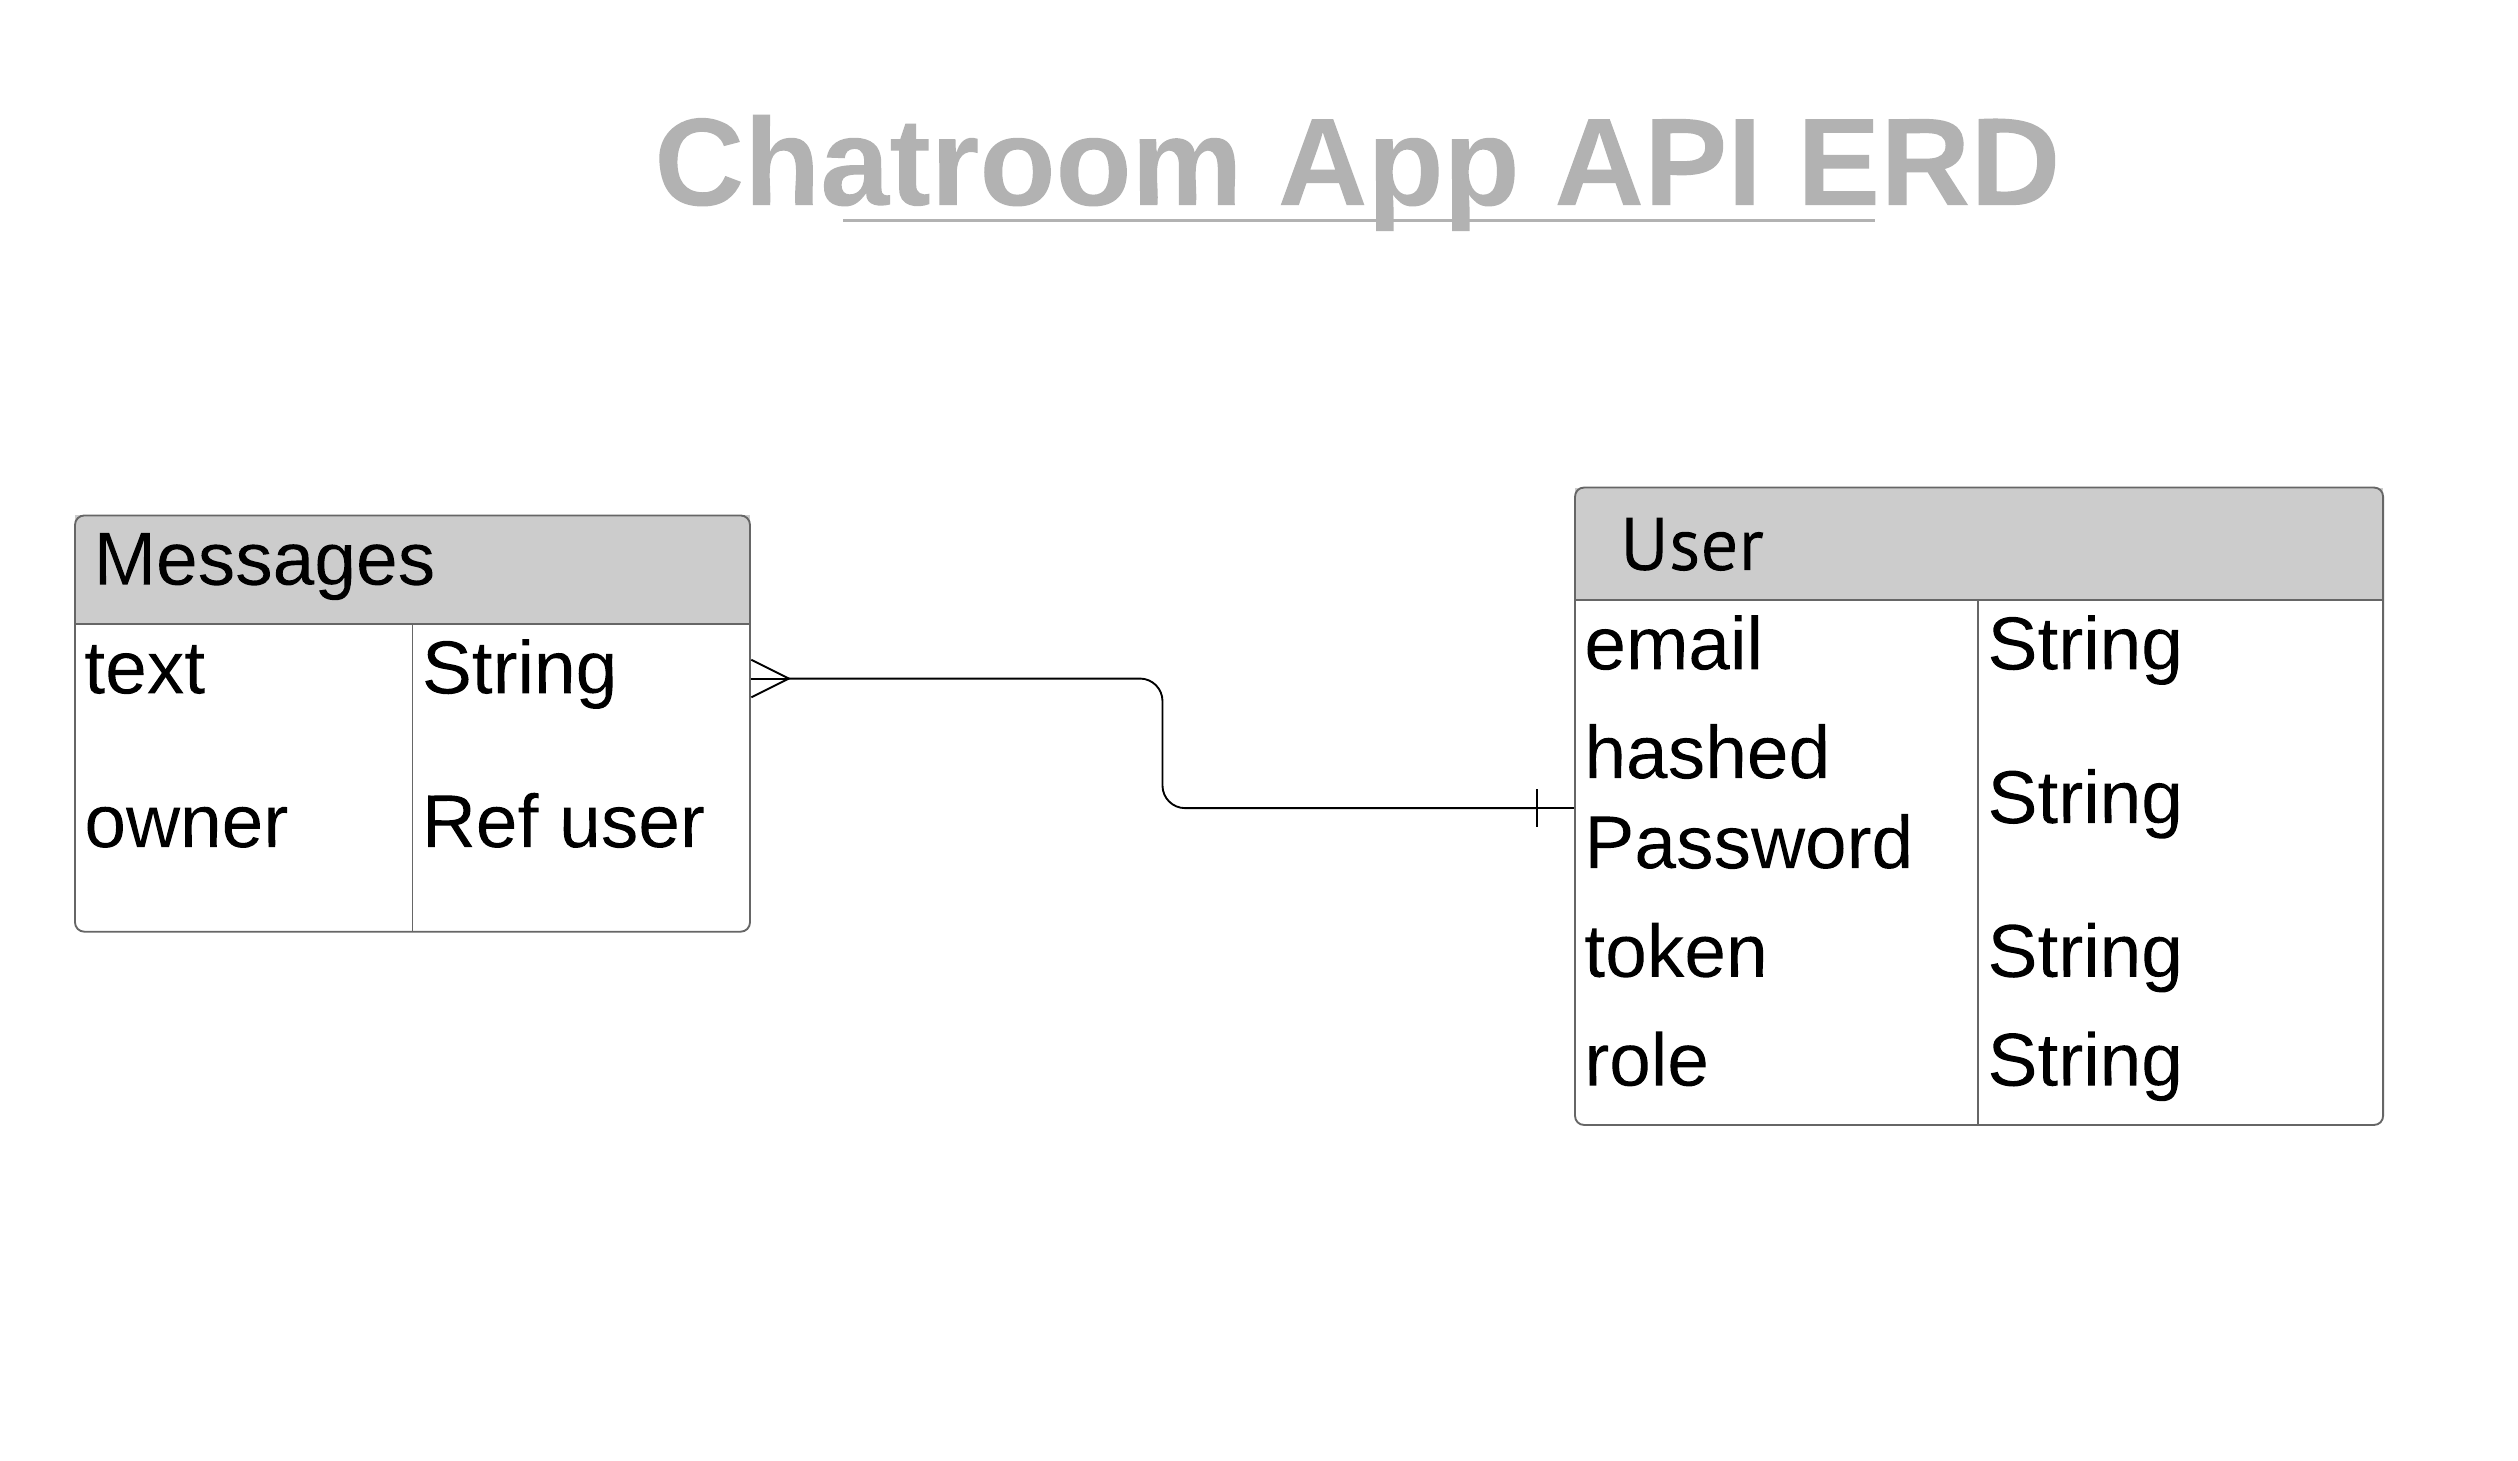 Chatroom App API ERD
Messages
text String
owner Ref user
User
email String
hashed
Password String
token String
role String